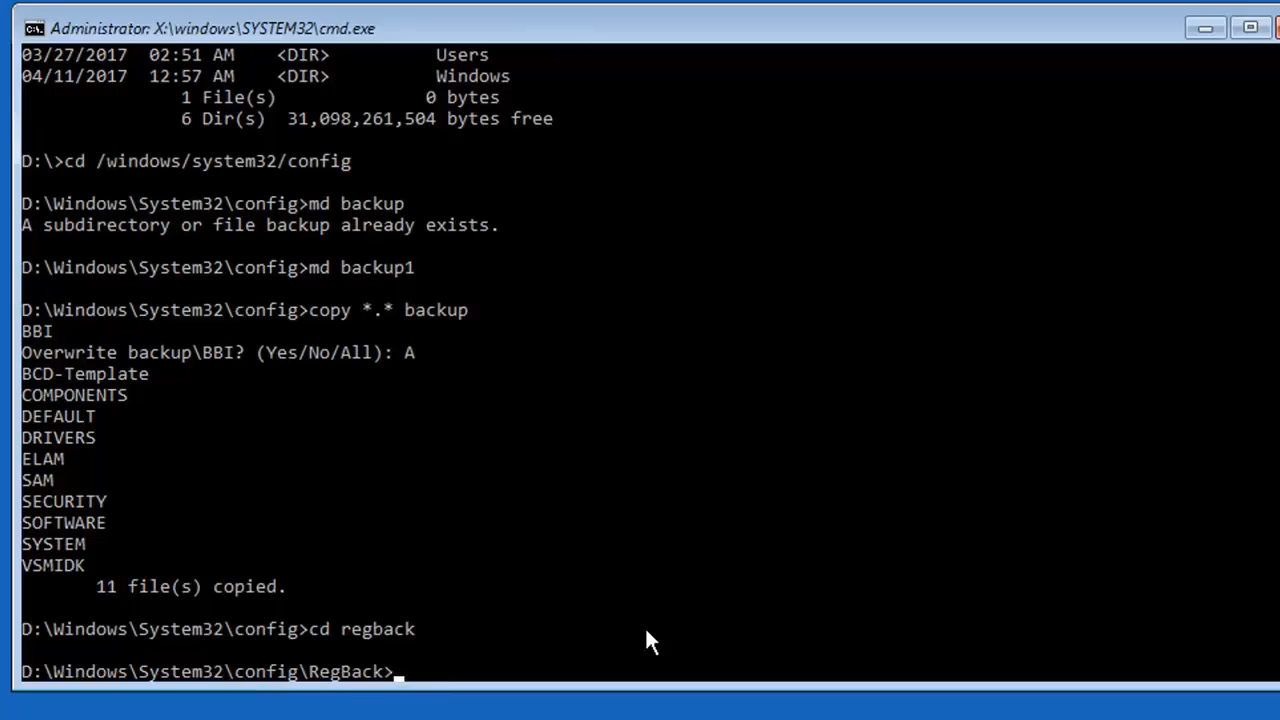 Administrator: X:\windows\SYSTEM32\cmd.exe
03/27/2017  02:51 AM    <DIR>          Users
04/11/2017  12:57 AM    <DIR>          Windows
               1 File(s)              0 bytes
               6 Dir(s)  31,098,261,504 bytes free
D:\>cd /windows/system32/config
D:\Windows\System32\config>md backup
A subdirectory or file backup already exists.
D:\Windows\System32\config>md backup1
D:\Windows\System32\config>copy *.* backup
BBI
Overwrite backup\BBI? (Yes/No/All): A
BCD-Template
COMPONENTS
DEFAULT
DRIVERS
ELAM
SAM
SECURITY
SOFTWARE
SYSTEM
VSMIDK
       11 file(s) copied.
D:\Windows\System32\config>cd regback
D:\Windows\System32\config\RegBack>